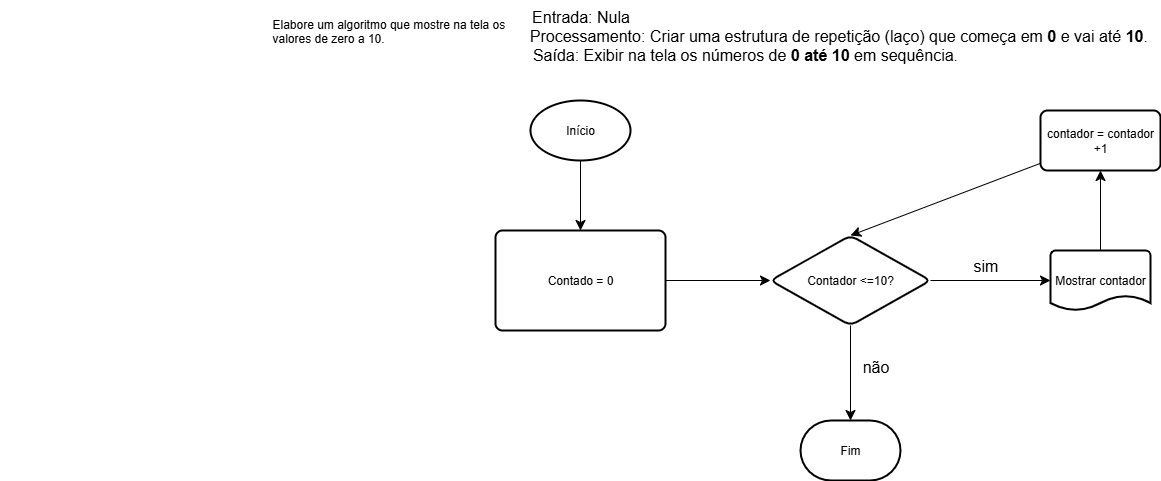 Elabore um algoritmo que mostre na tela os
valores de zero a 10.
Entrada: Nula
Processamento: Criar uma estrutura de repetição (laço) que começa em 0 e vai até 10.
Saída: Exibir na tela os números de 0 até 10 em sequência.
Início
contador = contador
+1
Contado = 0
Contador <=10?
sim
Mostrar contador
não
Fim